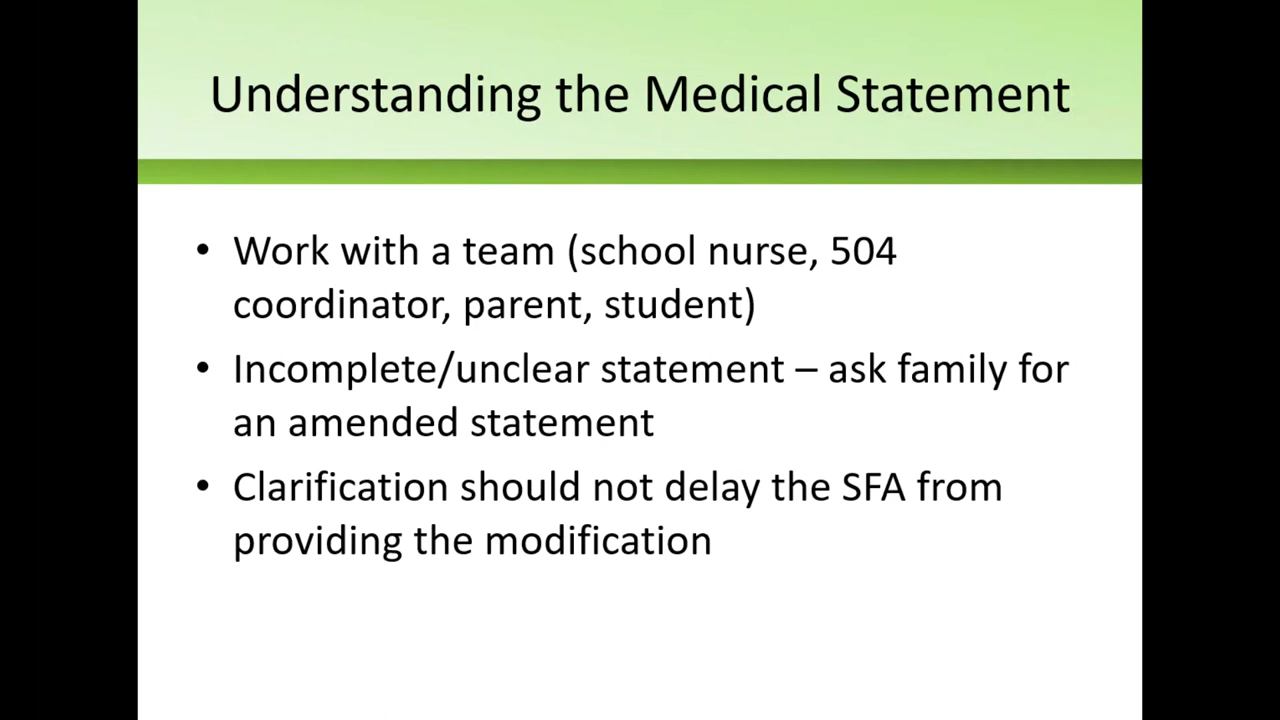 Understanding the Medical Statement
• Work with a team (school nurse, 504
coordinator, parent, student)
• Incomplete/unclear statement – ask family for
an amended statement
• Clarification should not delay the SFA from
providing the modification